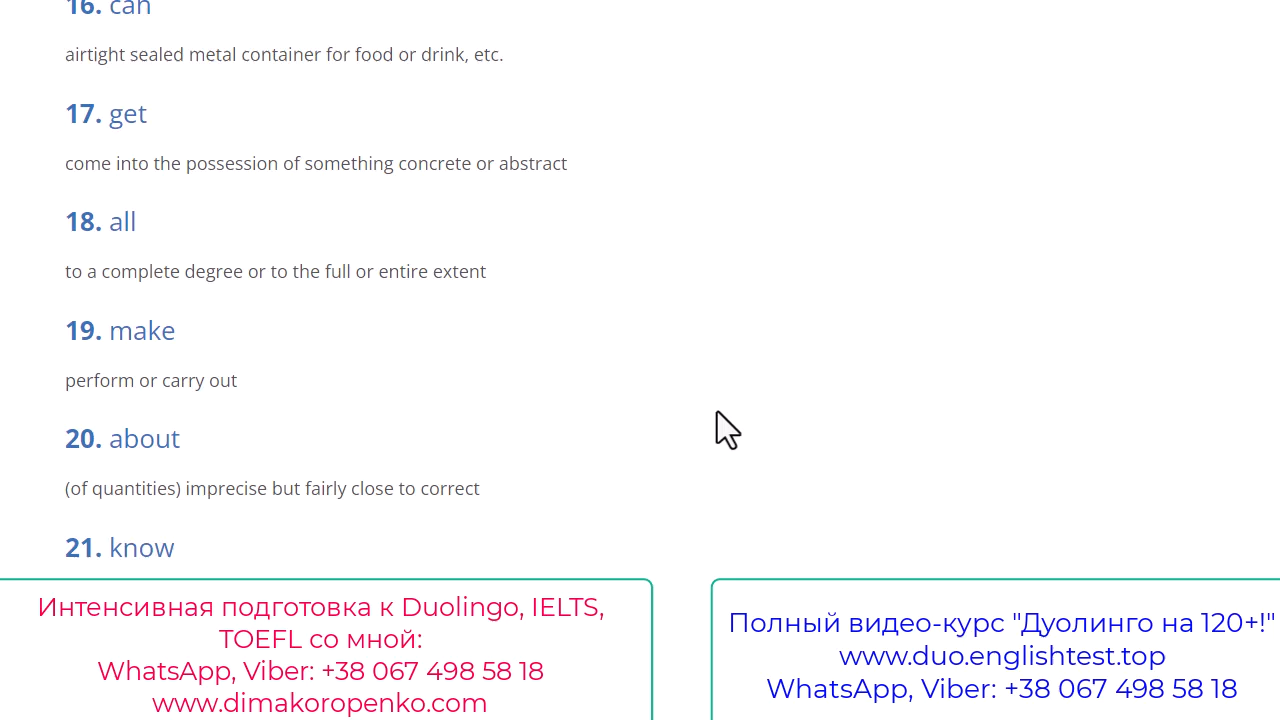 16. can
airtight sealed metal container for food or drink, etc.
17. get
come into the possession of something concrete or abstract
18. all
to a complete degree or to the full or entire extent
19. make
perform or carry out
20. about
(of quantities) imprecise but fairly close to correct
21. know
Интенсивная подготовка к Duolingo, IELTS,
TOEFL со мной:
WhatsApp, Viber: +38 067 498 58 18
www.dimakoropenko.com
Полный видео-курс "Дуолинго на 120+!"
www.duo.englishtest.top
WhatsApp, Viber: +38 067 498 58 18